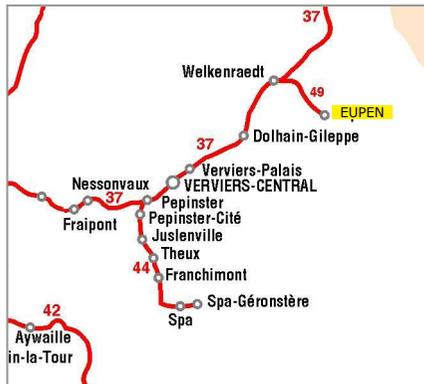 37
Welkenraedt
49
EUPEN
Dolhain-Gileppe
37
Verviers-Palais
VERVIERS-CENTRAL
Nessonvaux
37
Pepinster
Pepinster-Cité
Fraipont
Juslenville
Theux
44
Franchimont
Spa-Géronstère
Spa
42
Aywaille
in-la-Tour